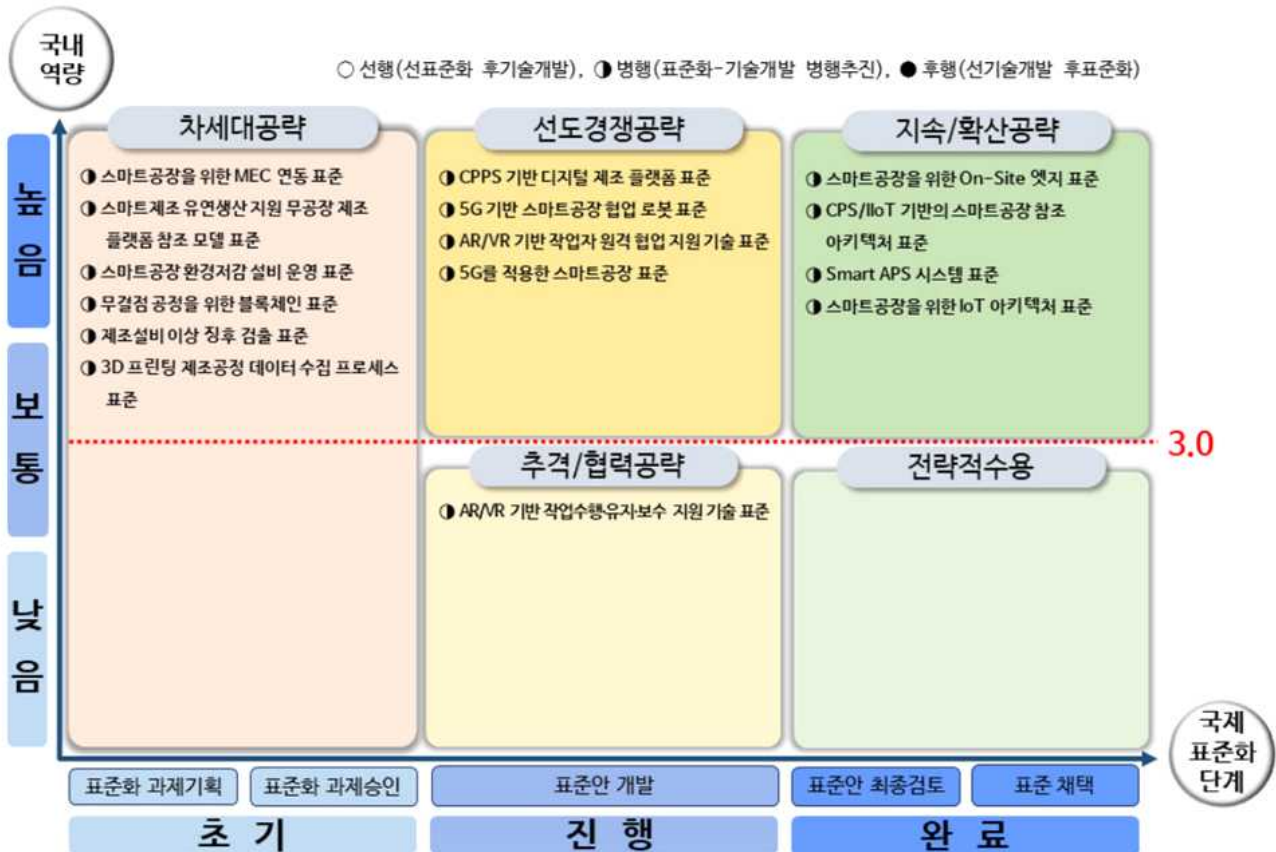 국내
역량
○ 선행(선표준화 후기술개발), ◑ 병행(표준화-기술개발 병행추진), ● 후행(선기술개발 후표준화)
차세대공략
◑ 스마트공장을 위한 MEC 연동 표준
◑ 스마트제조 유연생산 지원 무공장 제조
플랫폼 참조 모델 표준
◑ 스마트공장 환경저감 설비 운영 표준
◑ 무결점 공정을 위한 블록체인 표준
◑ 제조설비 이상 징후 검출 표준
◑ 3D 프린팅 제조공정 데이터 수집 프로세스
표준
선도경쟁공략
◑ CPPS 기반 디지털 제조 플랫폼 표준
◑ 5G 기반 스마트공장 협업 로봇 표준
◑ AR/VR 기반 작업자 원격 협업 지원 기술 표준
◑ 5G를 적용한 스마트공장 표준
지속/확산공략
◑ 스마트공장을 위한 On-Site 엣지 표준
◑ CPS/IIoT 기반의 스마트공장 참조
아키텍처 표준
◑ Smart APS 시스템 표준
◑ 스마트공장을 위한 IoT 아키텍처 표준
높음
보통
낮음
3.0
추격/협력공략
◑ AR/VR 기반 작업수행·유지보수 지원 기술 표준
전략적수용
국제
표준화
단계
표준화 과제기획
표준화 과제승인
표준안 개발
표준안 최종검토
표준 채택
초 기
진 행
완 료